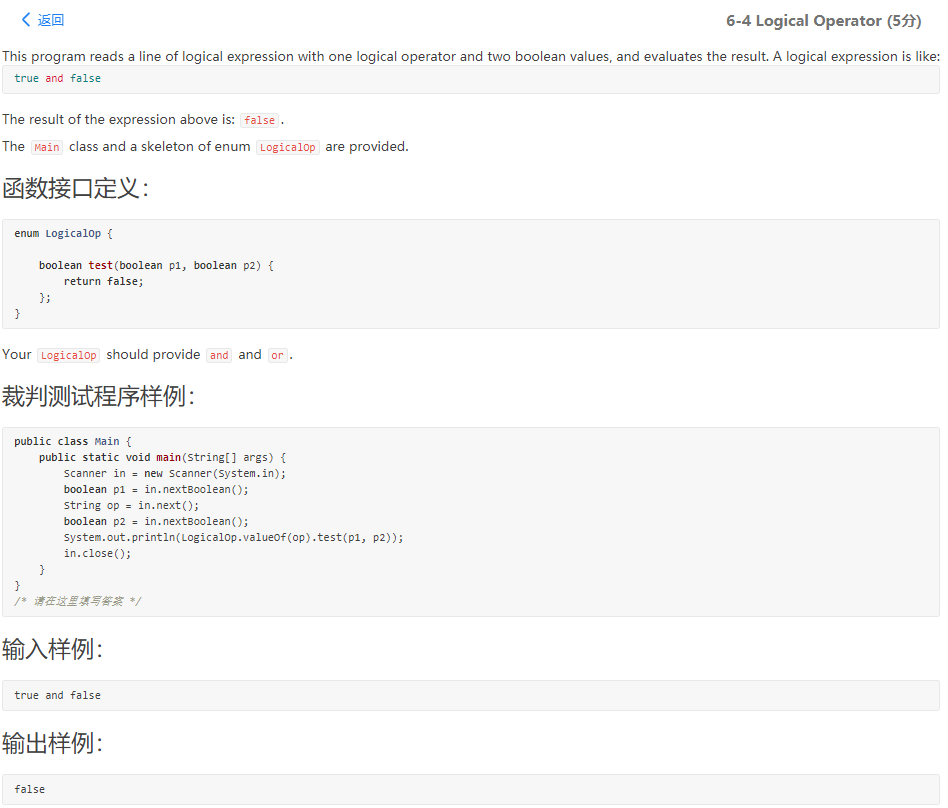 返回
6-4 Logical Operator (5分)
This program reads a line of logical expression with one logical operator and two boolean values, and evaluates the result. A logical expression is like:
true and false
The result of the expression above is: false.
The Main class and a skeleton of enum LogicalOp are provided.
函数接口定义：
enum LogicalOp {
boolean test(boolean p1, boolean p2) {
return false;
};
}
Your LogicalOp should provide and and or.
裁判测试程序样例：
public class Main {
public static void main(String[] args) {
Scanner in = new Scanner(System.in);
boolean p1 = in.nextBoolean();
String op = in.next();
boolean p2 = in.nextBoolean();
System.out.println(LogicalOp.valueOf(op).test(p1, p2));
in.close();
}
}
/* 请在这里填写答案 */
输入样例：
true and false
输出样例：
false